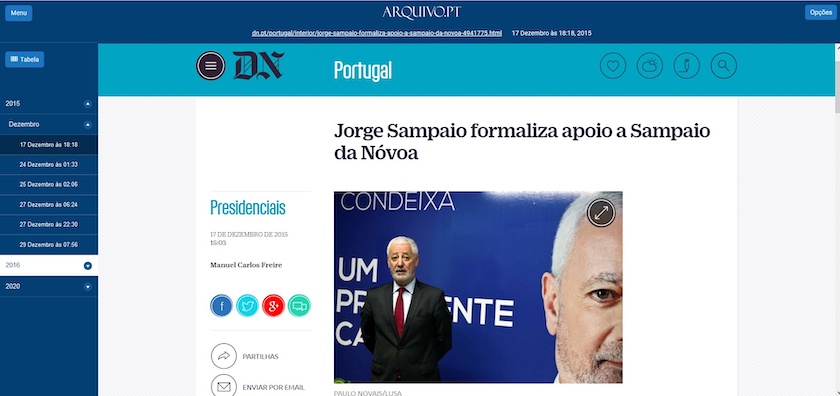 Menu
ARQUIVO.PT
Opções
dn.pt/portugal/interior/jorge-sampaio-formaliza-apoio-a-sampaio-da-novoa-4941775.html 17 Dezembro às 18:18, 2015
Tabela
DN
Portugal
2015
Dezembro
17 Dezembro às 18:18
24 Dezembro às 01:33
25 Dezembro às 02:06
27 Dezembro às 06:24
27 Dezembro às 22:30
29 Dezembro às 07:56
2016
2020
Jorge Sampaio formaliza apoio a Sampaio
da Nóvoa
Presidenciais
17 DE DEZEMBRO DE 2015
15:03
Manuel Carlos Freire
f
g+
PARTILHAS
ENVIAR POR EMAIL
CONDEIXA
UM
PR ENTE
CA
PAULO NOVAIS/LUSA